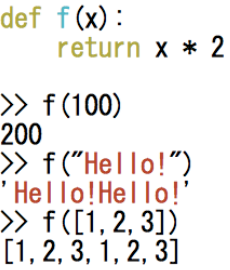 def f(x):
    return x * 2

>> f(100)
200
>> f("Hello!")
'Hello!Hello!'
>> f([1,2,3])
[1,2,3,1,2,3]